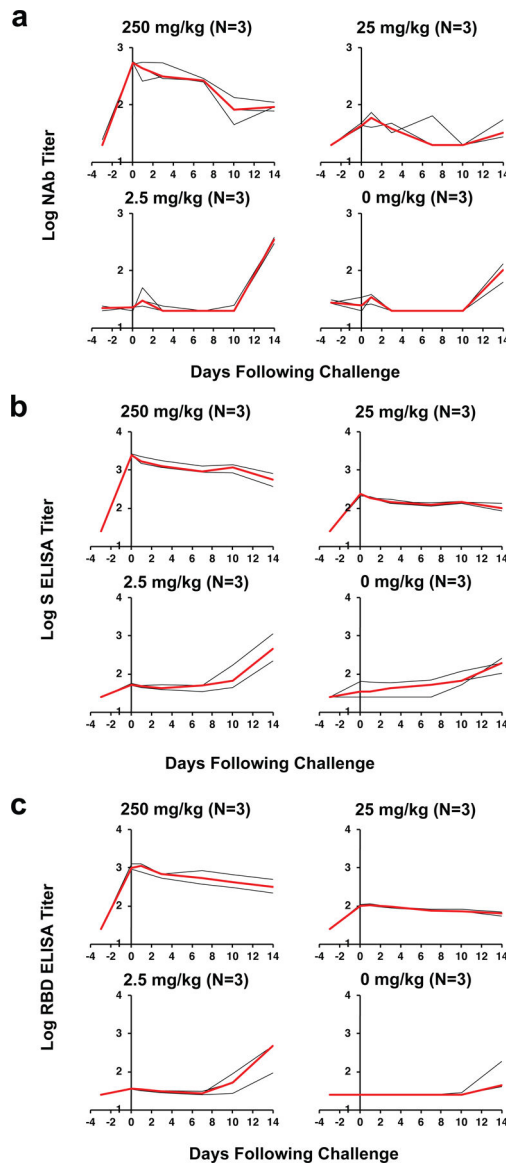 a
250 mg/kg (N=3) 25 mg/kg (N=3)
3 3
2 2
1 1
-4 -2 0 2 4 6 8 10 12 14 -4 -2 0 2 4 6 8 10 12 14
2.5 mg/kg (N=3) 0 mg/kg (N=3)
3 3
2 2
1 1
-4 -2 0 2 4 6 8 10 12 14 -4 -2 0 2 4 6 8 10 12 14
Log NAb Titer
Days Following Challenge
b
250 mg/kg (N=3) 25 mg/kg (N=3)
4 4
3 3
2 2
1 1
-4 -2 0 2 4 6 8 10 12 14 -4 -2 0 2 4 6 8 10 12 14
2.5 mg/kg (N=3) 0 mg/kg (N=3)
4 4
3 3
2 2
1 1
-4 -2 0 2 4 6 8 10 12 14 -4 -2 0 2 4 6 8 10 12 14
Log S ELISA Titer
Days Following Challenge
c
250 mg/kg (N=3) 25 mg/kg (N=3)
4 4
3 3
2 2
1 1
-4 -2 0 2 4 6 8 10 12 14 -4 -2 0 2 4 6 8 10 12 14
2.5 mg/kg (N=3) 0 mg/kg (N=3)
4 4
3 3
2 2
1 1
-4 -2 0 2 4 6 8 10 12 14 -4 -2 0 2 4 6 8 10 12 14
Log RBD ELISA Titer
Days Following Challenge